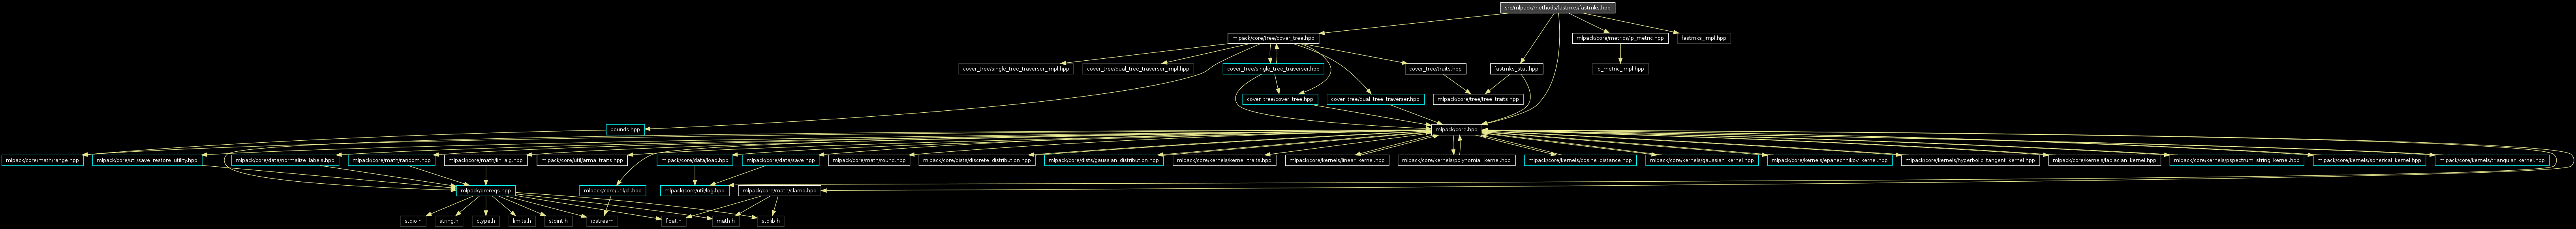 src/mlpack/methods/fastmks/fastmks.hpp
mlpack/core/tree/cover_tree.hpp
mlpack/core/metrics/ip_metric.hpp
fastmks_impl.hpp
cover_tree/single_tree_traverser_impl.hpp
cover_tree/dual_tree_traverser_impl.hpp
cover_tree/single_tree_traverser.hpp
cover_tree/traits.hpp
fastmks_stat.hpp
ip_metric_impl.hpp
cover_tree/cover_tree.hpp
cover_tree/dual_tree_traverser.hpp
mlpack/core/tree/tree_traits.hpp
bounds.hpp
mlpack/core.hpp
mlpack/core/math/range.hpp
mlpack/core/util/save_restore_utility.hpp
mlpack/core/data/normalize_labels.hpp
mlpack/core/math/random.hpp
mlpack/core/math/lin_alg.hpp
mlpack/core/util/arma_traits.hpp
mlpack/core/data/load.hpp
mlpack/core/data/save.hpp
mlpack/core/math/round.hpp
mlpack/core/dists/discrete_distribution.hpp
mlpack/core/dists/gaussian_distribution.hpp
mlpack/core/kernels/kernel_traits.hpp
mlpack/core/kernels/linear_kernel.hpp
mlpack/core/kernels/polynomial_kernel.hpp
mlpack/core/kernels/cosine_distance.hpp
mlpack/core/kernels/gaussian_kernel.hpp
mlpack/core/kernels/epanechnikov_kernel.hpp
mlpack/core/kernels/hyperbolic_tangent_kernel.hpp
mlpack/core/kernels/laplacian_kernel.hpp
mlpack/core/kernels/pspectrum_string_kernel.hpp
mlpack/core/kernels/spherical_kernel.hpp
mlpack/core/kernels/triangular_kernel.hpp
mlpack/prereqs.hpp
mlpack/core/util/cli.hpp
mlpack/core/util/log.hpp
mlpack/core/math/clamp.hpp
stdio.h
string.h
ctype.h
limits.h
stdint.h
iostream
float.h
math.h
stdlib.h